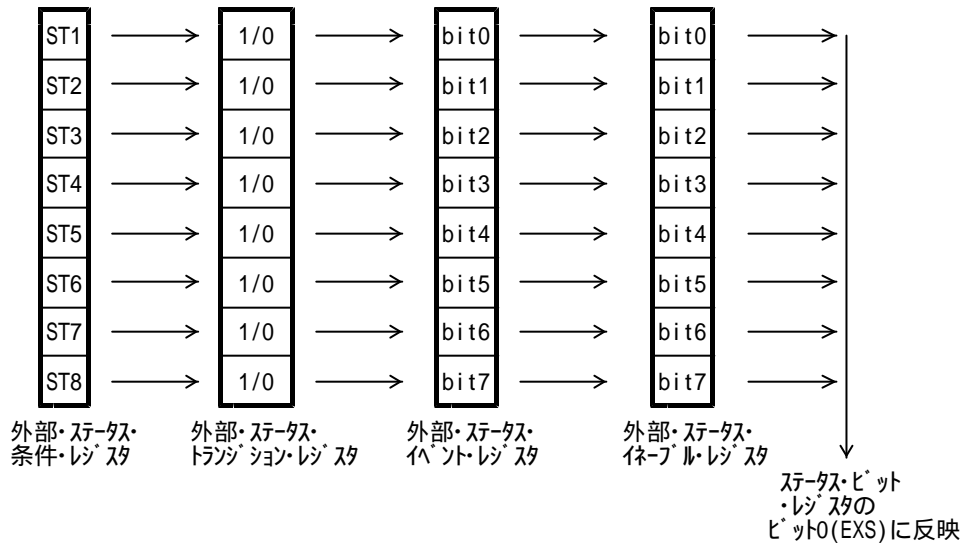 ST1 1/0 bit0 bit0
ST2 1/0 bit1 bit1
ST3 1/0 bit2 bit2
ST4 1/0 bit3 bit3
ST5 1/0 bit4 bit4
ST6 1/0 bit5 bit5
ST7 1/0 bit6 bit6
ST8 1/0 bit7 bit7
外部・ステータス・
条件・レジスタ
外部・ステータス・
トランジション・レジスタ
外部・ステータス・
イベント・レジスタ
外部・ステータス・
イネーブル・レジスタ
ステータス・ビット
・レジスタの
ビット0(EXS)に反映